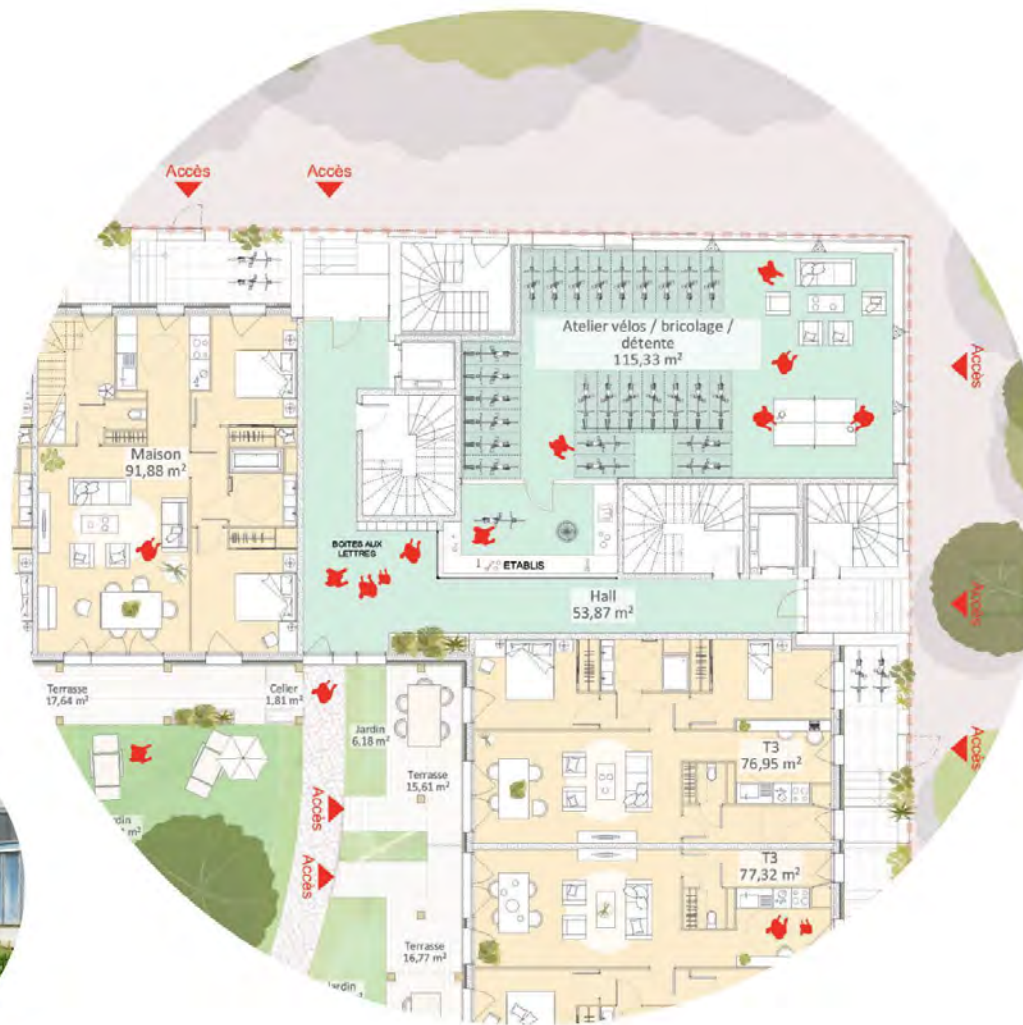 Accès
Accès
Atelier vélos / bricolage /
détente
115,33 m²
Accès
Maison
91,88 m²
BOITES AUX
LETTRES
ETABLIS
Hall
53,87 m²
Accès
Terrasse
17,64 m²
Celier
1,81 m²
Jardin
6,18 m²
Accès
T3
76,95 m²
Terrasse
15,61 m²
Accès
Accès
T3
77,32 m²
Terrasse
16,77 m²